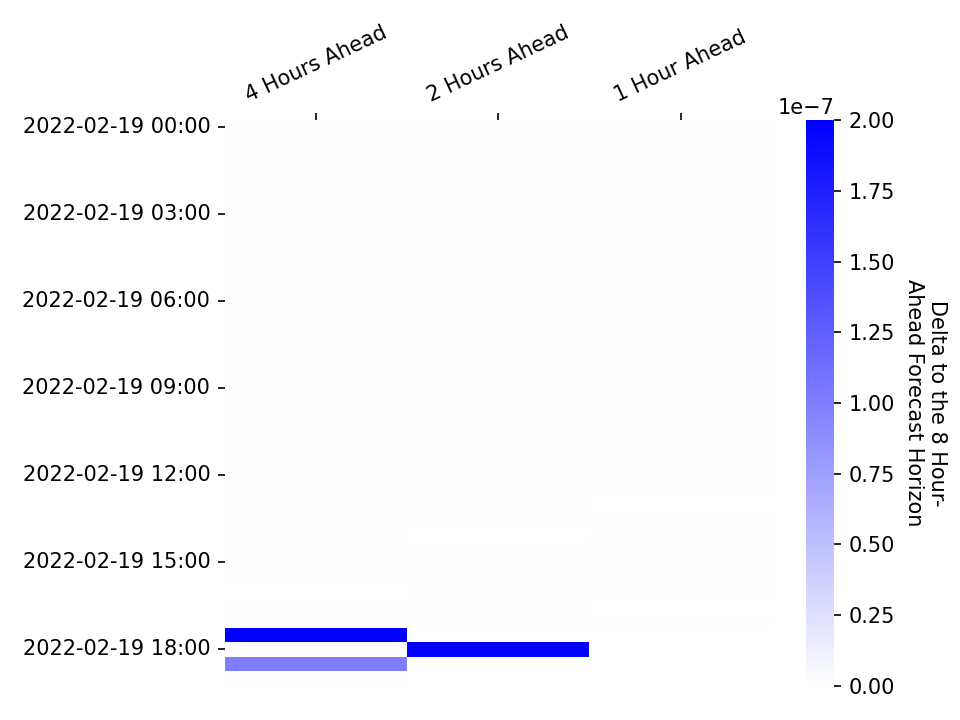 4 Hours Ahead
2 Hours Ahead
1 Hour Ahead
1e−7
2022-02-19 00:00
2022-02-19 03:00
2022-02-19 06:00
2022-02-19 09:00
2022-02-19 12:00
2022-02-19 15:00
2022-02-19 18:00
2.00
1.75
1.50
1.25
1.00
0.75
0.50
0.25
0.00
Delta to the 8 Hour-
Ahead Forecast Horizon